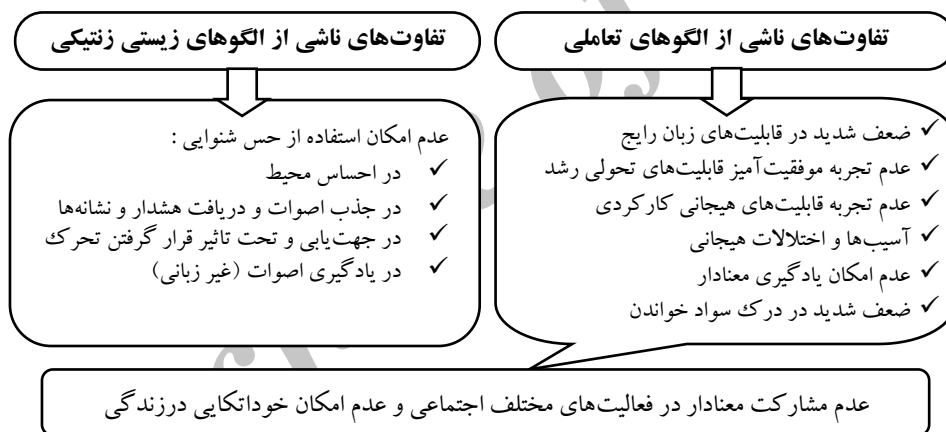 تفاوت‌های ناشی از الگوهای تعاملی
✓ ضعف شدید در قابلیت‌های زبان رایج
✓ عدم تجربه موفقیت‌آمیز قابلیت‌های تحولی رشد
✓ عدم تجربه قابلیت‌های هیجانی کارکردی
✓ آسیب‌ها و اختلالات هیجانی
✓ عدم امکان یادگیری معنادار
✓ ضعف شدید در درک سواد خواندن
تفاوت‌های ناشی از الگوهای زیستی ژنتیکی
عدم امکان استفاده از حس شنوایی :
✓ در احساس محیط
✓ در جذب اصوات و دریافت هشدار و نشانه‌ها
✓ در جهت‌یابی و تحت تاثیر قرار گرفتن تحرک
✓ در یادگیری اصوات (غیر زبانی)
عدم مشارکت معنادار در فعالیت‌های مختلف اجتماعی و عدم امکان خوداتکایی درزندگی